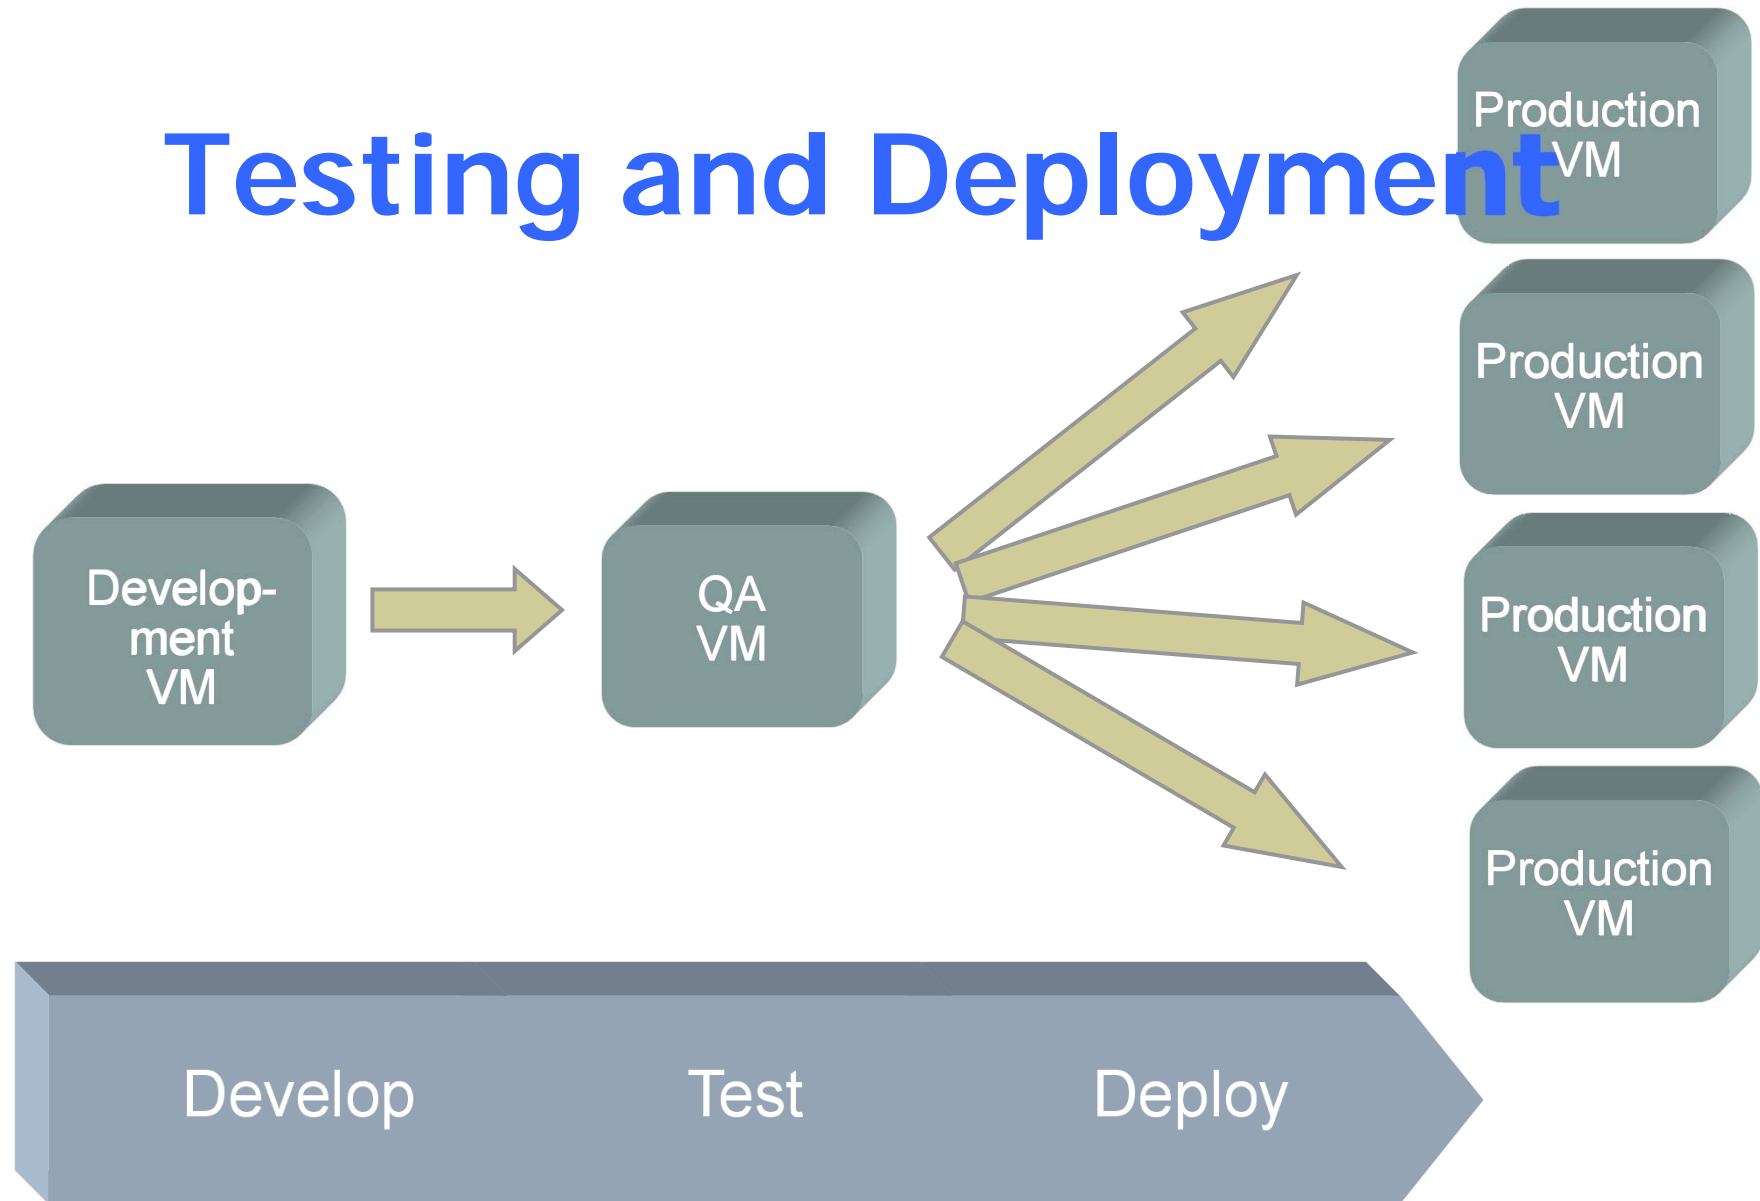 Testing and Deployment
Production
VM
Production
VM
Develop-
ment
VM
QA
VM
Production
VM
Production
VM
Develop
Test
Deploy